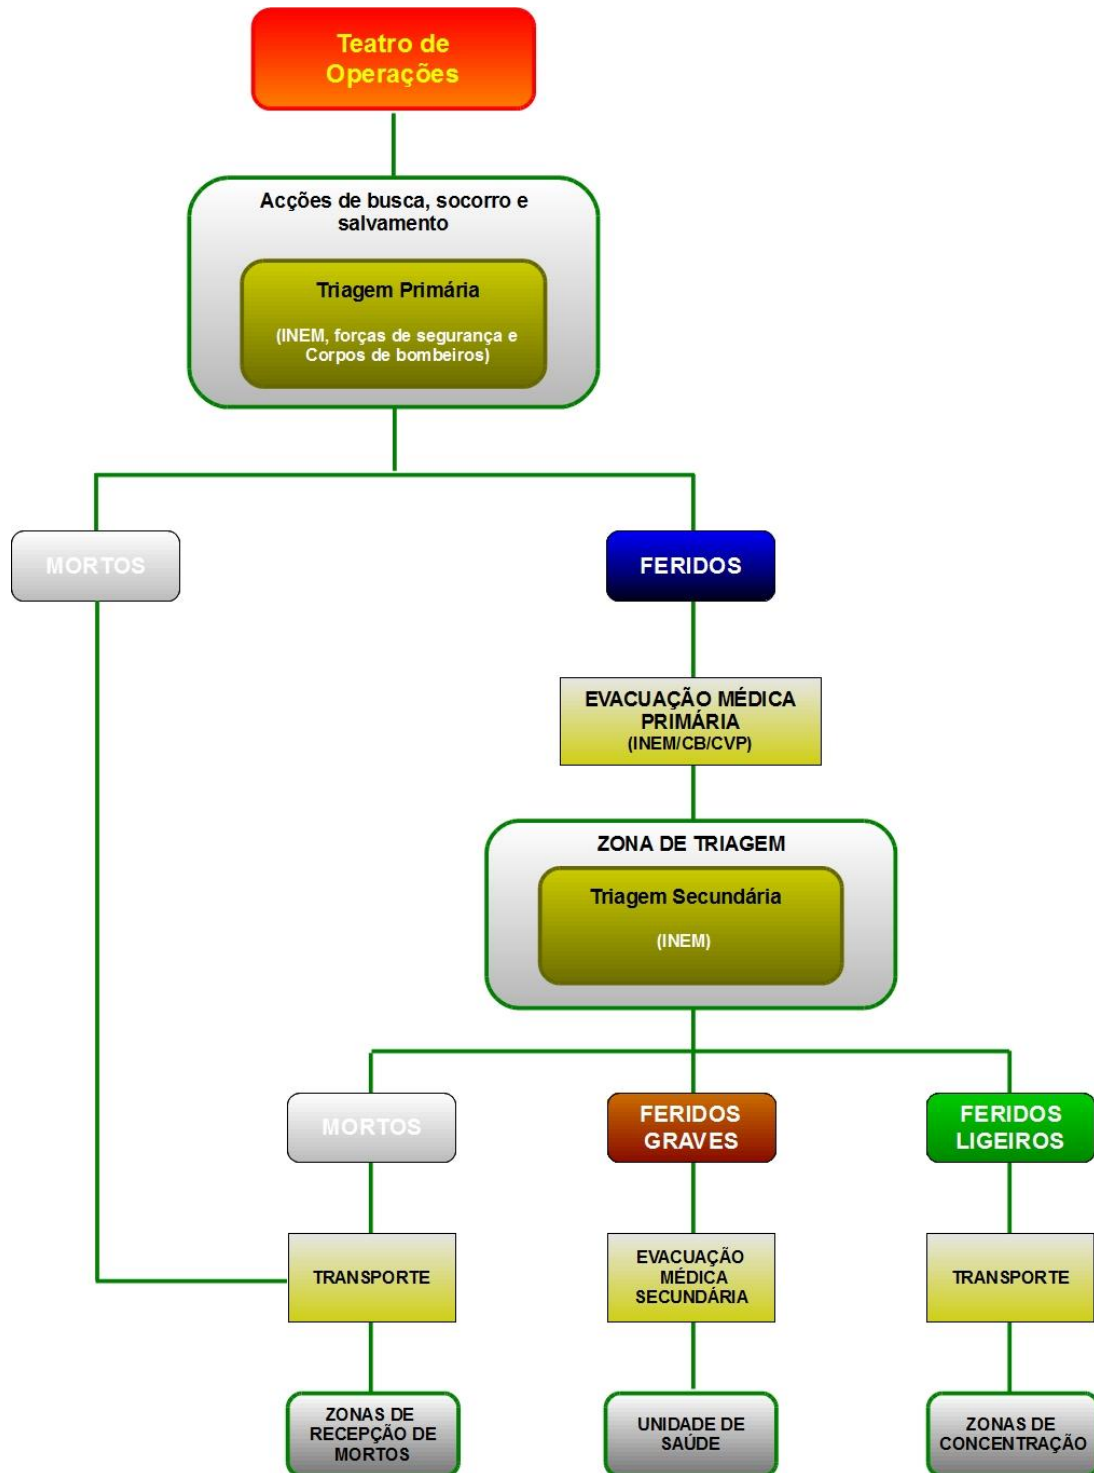 Teatro de
Operações
Acções de busca, socorro e
salvamento
Triagem Primária
(INEM, forças de segurança e
Corpos de bombeiros)
MORTOS
FERIDOS
EVACUAÇÃO MÉDICA
PRIMÁRIA
(INEM/CB/CVP)
ZONA DE TRIAGEM
Triagem Secundária
(INEM)
MORTOS
FERIDOS
GRAVES
FERIDOS
LIGEIROS
TRANSPORTE
EVACUAÇÃO
MÉDICA
SECUNDÁRIA
TRANSPORTE
ZONAS DE
RECEPÇÃO DE
MORTOS
UNIDADE DE
SAÚDE
ZONAS DE
CONCENTRAÇÃO